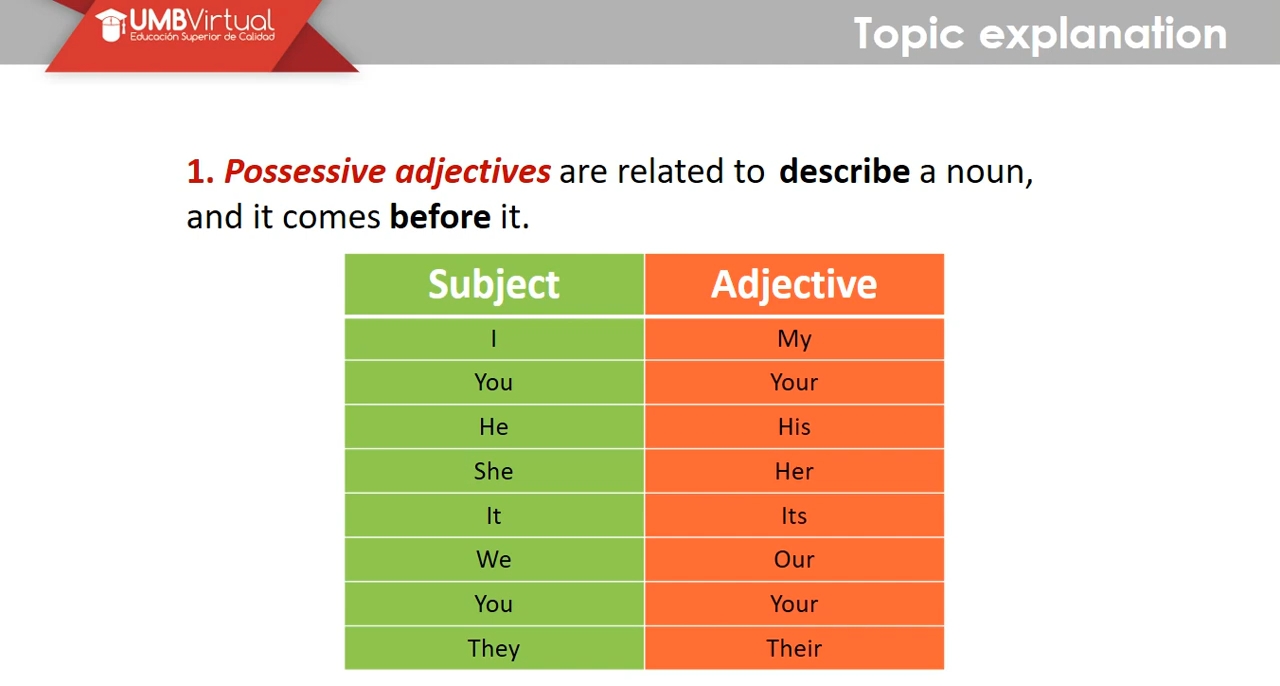 UMBVirtual
Educación Superior de Calidad
Topic explanation
1. Possessive adjectives are related to describe a noun,
and it comes before it.
Subject Adjective
I My
You Your
He His
She Her
It Its
We Our
You Your
They Their